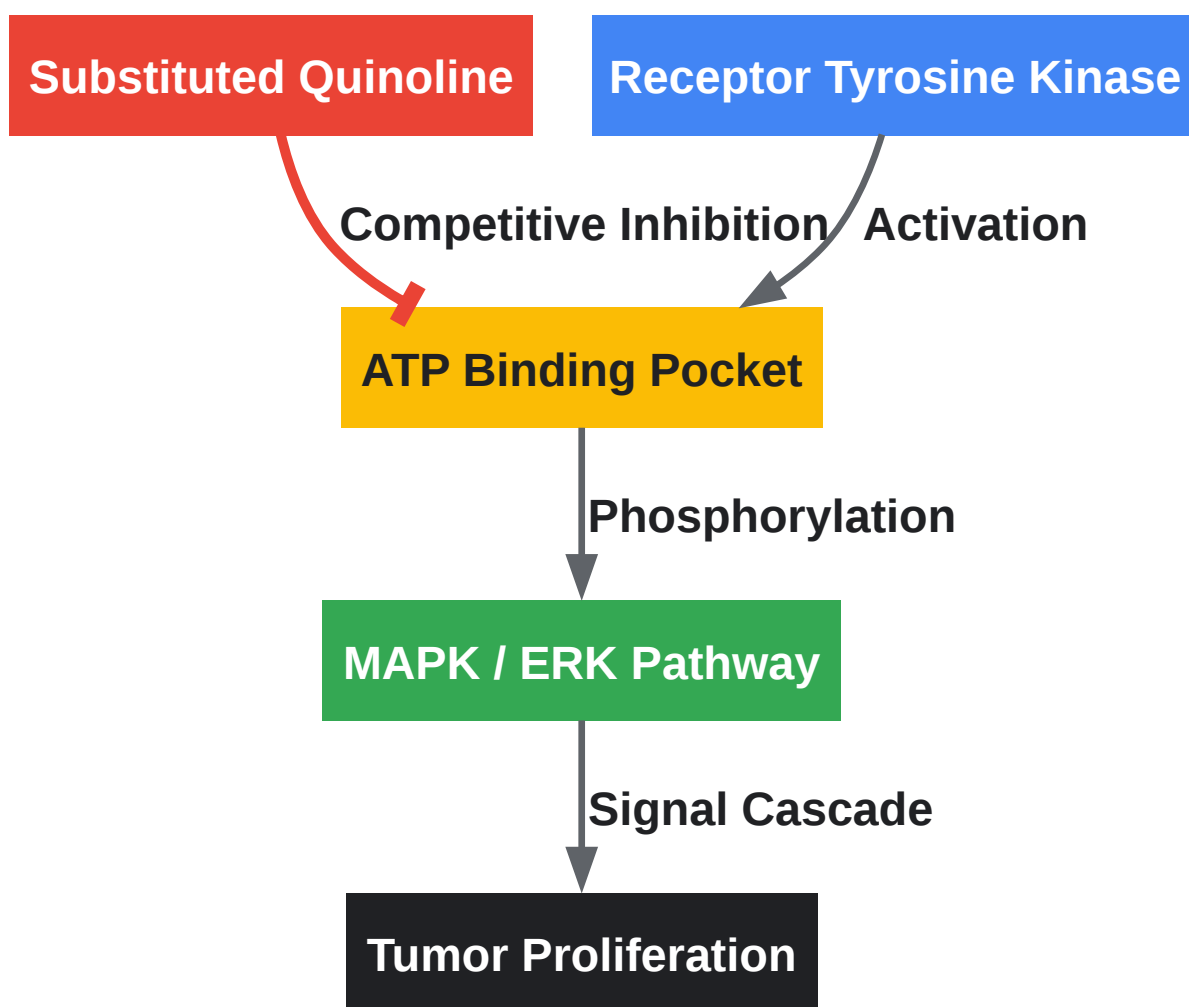 Substituted Quinoline
Receptor Tyrosine Kinase
Competitive Inhibition
Activation
ATP Binding Pocket
Phosphorylation
MAPK / ERK Pathway
Signal Cascade
Tumor Proliferation